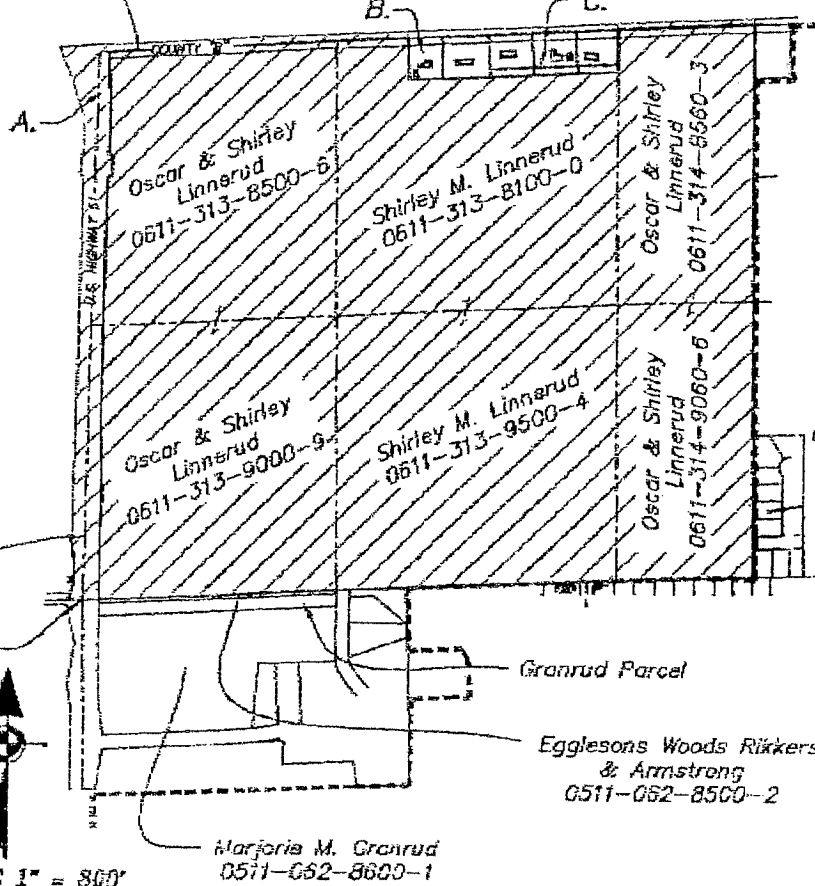 B.
C.
COUNTY "B"
A.
U.S. HIGHWAY 51
Oscar & Shirley
Linnerud
0611-313-8500-6
Shirley M. Linnerud
0611-313-8100-0
Oscar & Shirley
Linnerud
0611-314-8560-3
Oscar & Shirley
Linnerud
0611-313-9000-9
Shirley M. Linnerud
0611-313-9500-4
Oscar & Shirley
Linnerud
0611-314-9060-6
Granrud Parcel
Egglesons Woods Rikkers
& Armstrong
0511-062-8500-2
Marjorie M. Granrud
0511-062-8600-1
1" = 800'